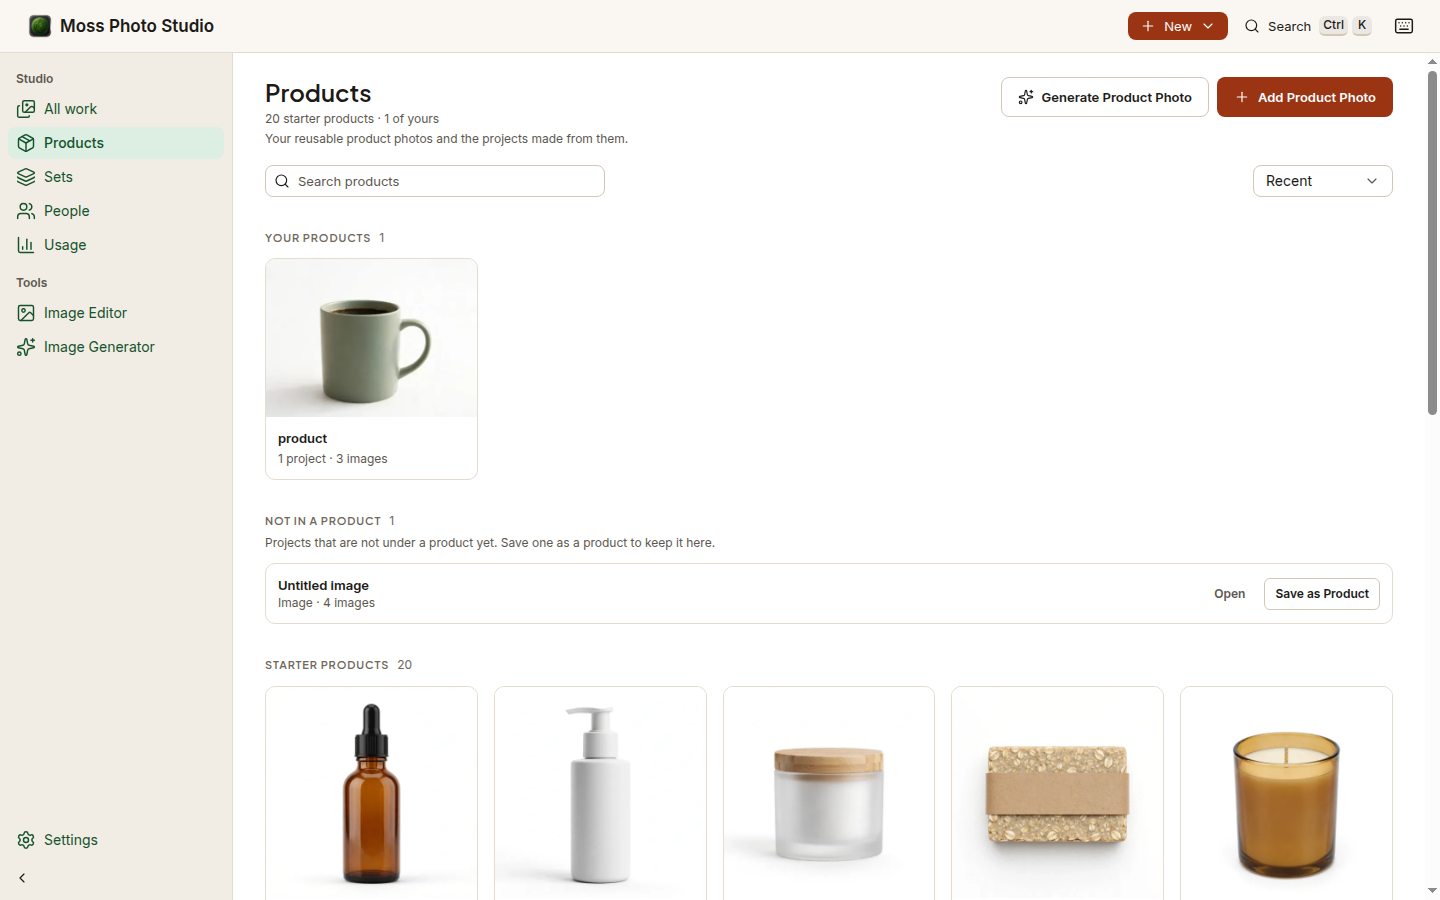 Moss Photo Studio
New
Search
Ctrl
K
Studio
All work
Products
Sets
People
Usage
Tools
Image Editor
Image Generator
Settings
Products
20 starter products · 1 of yours
Your reusable product photos and the projects made from them.
Generate Product Photo
Add Product Photo
Search products
Recent
YOUR PRODUCTS 1
product
1 project · 3 images
NOT IN A PRODUCT 1
Projects that are not under a product yet. Save one as a product to keep it here.
Untitled image
Image · 4 images
Open
Save as Product
STARTER PRODUCTS 20